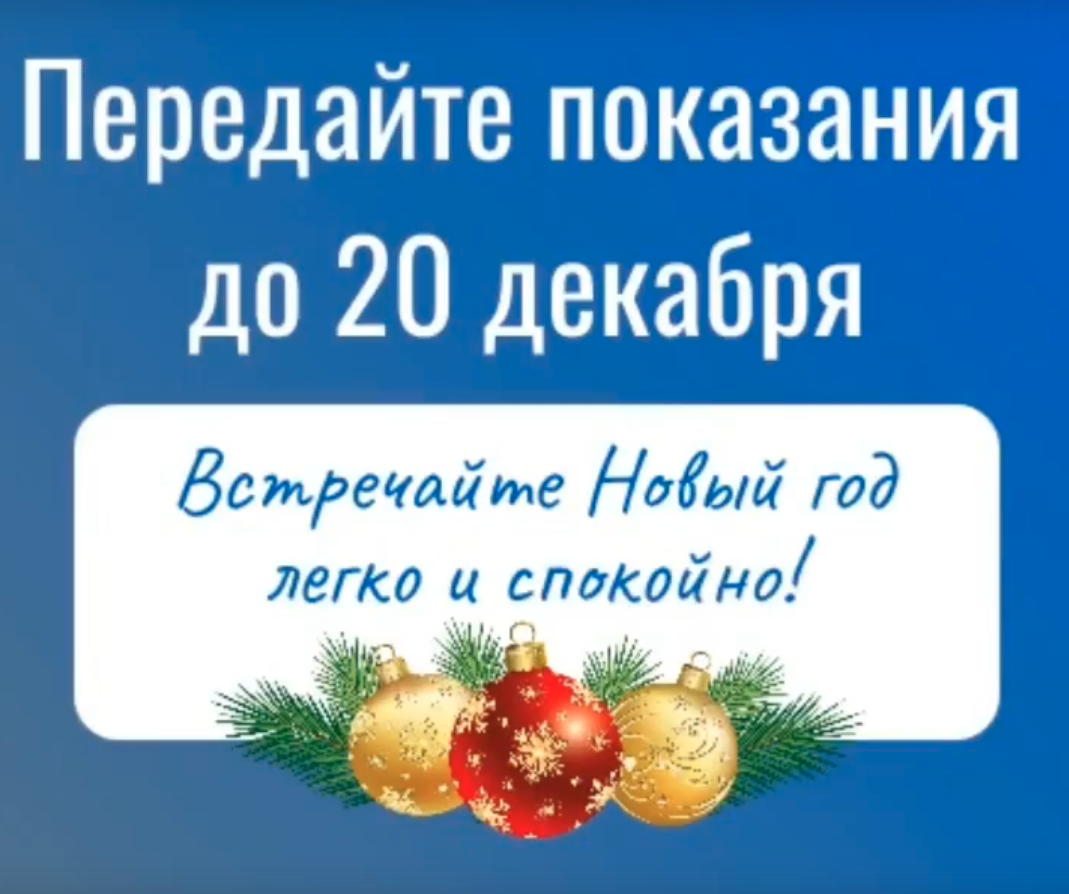 Передайте показания
до 20 декабря
Встречайте Новый год
легко и спокойно!